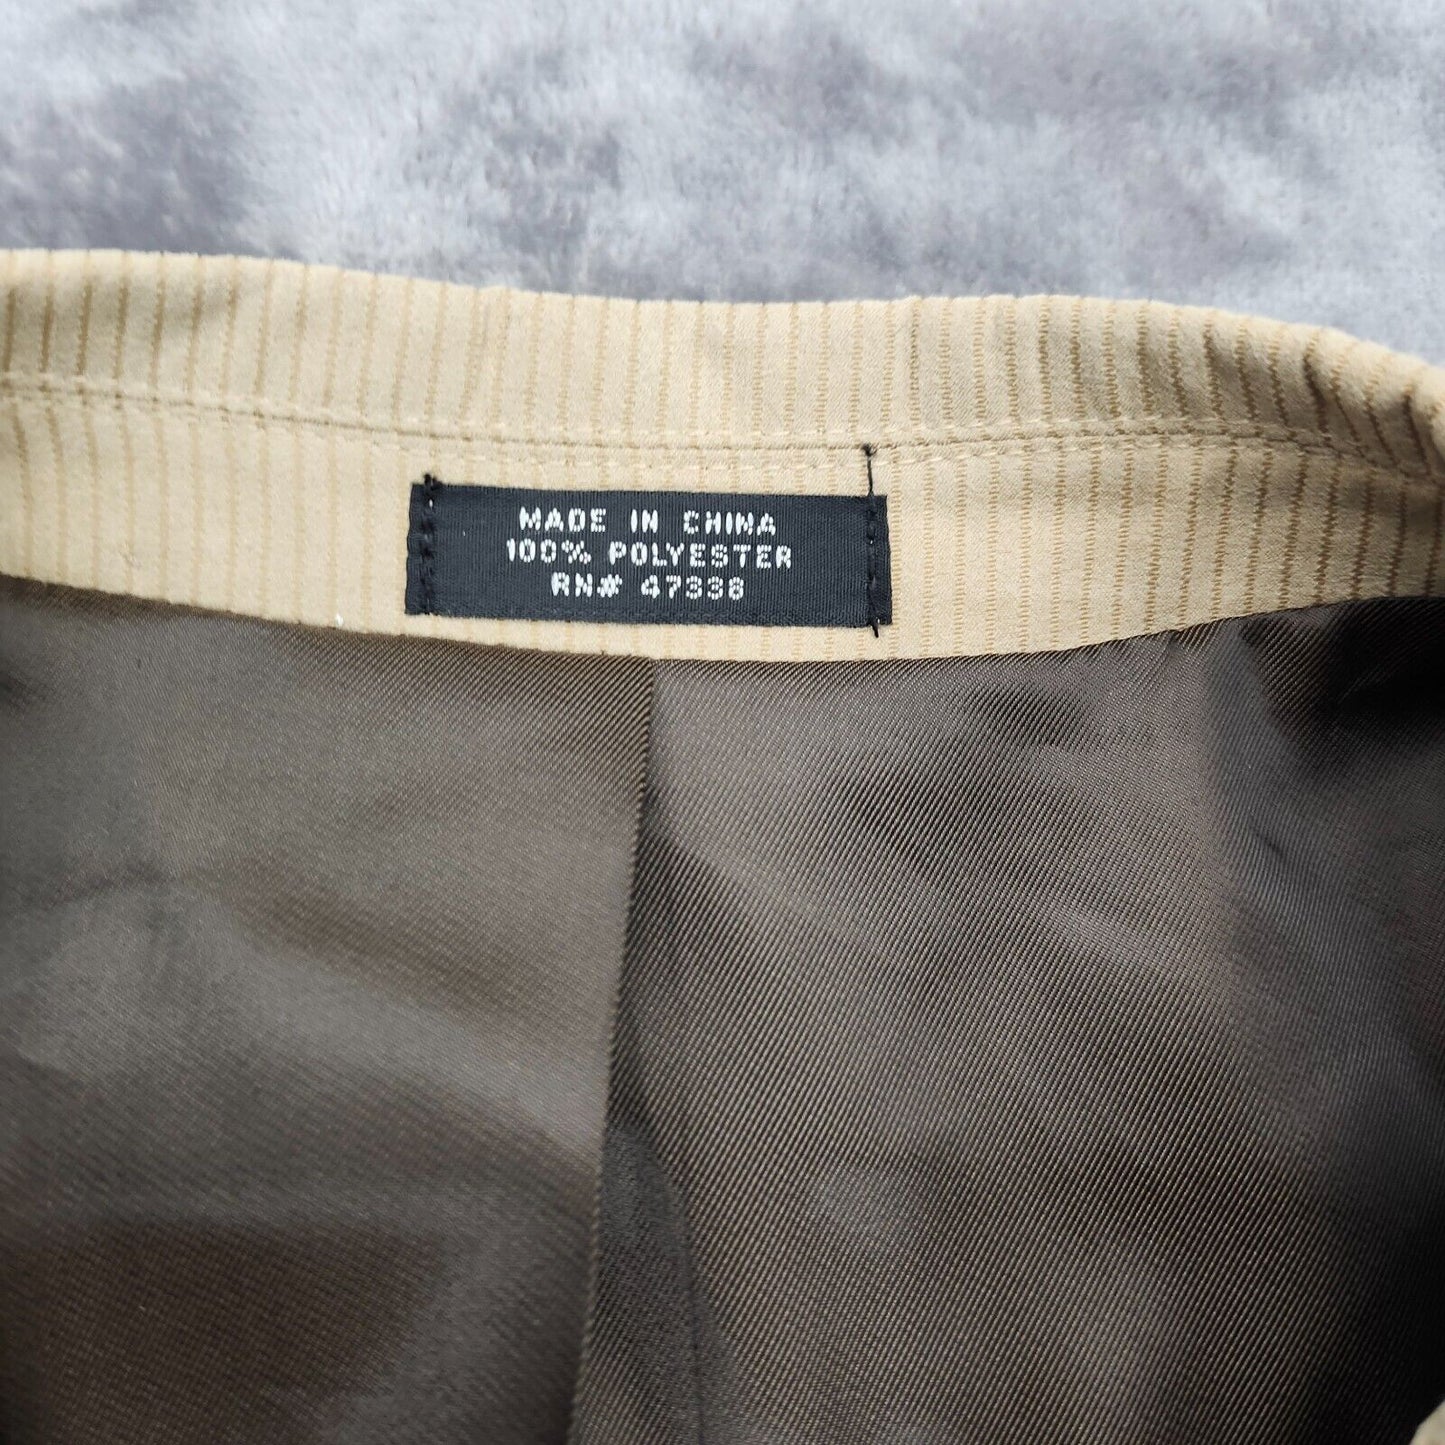 MADE IN CHINA
100% POLYESTER
RN# 47338